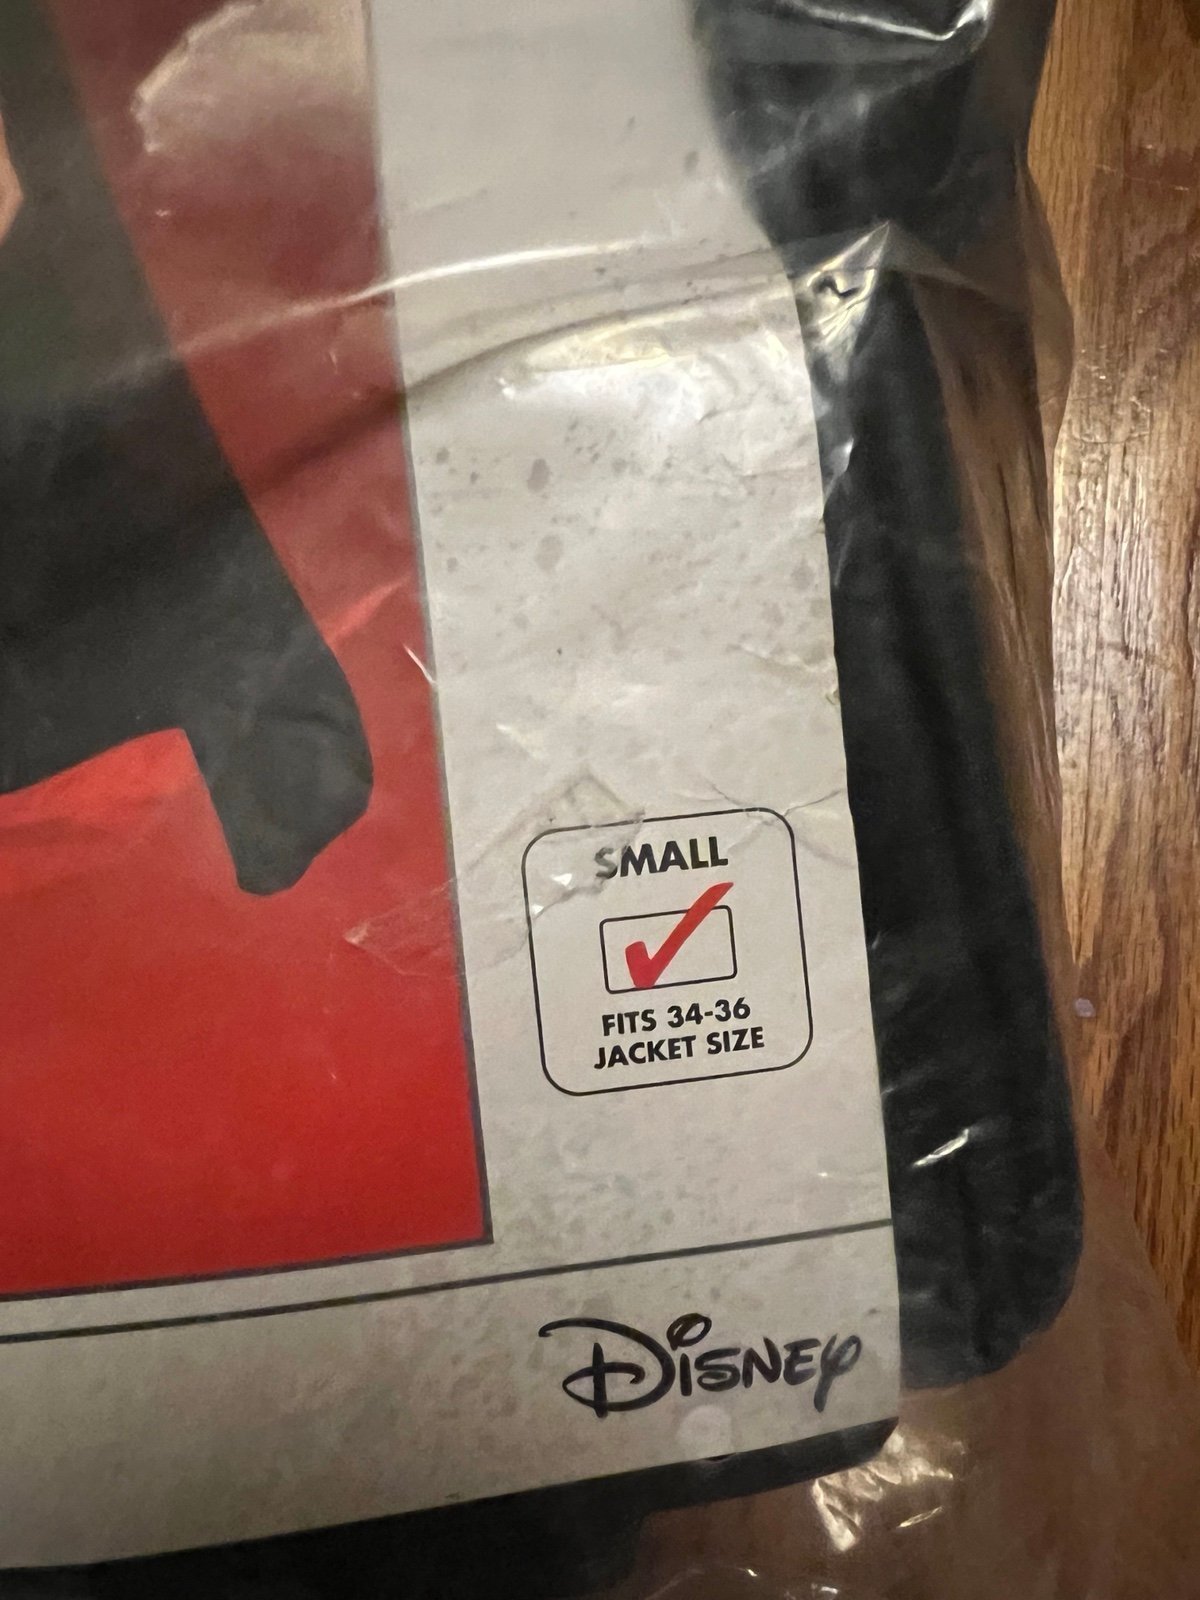 SMALL
FITS 34-36
JACKET SIZE
DISNEY